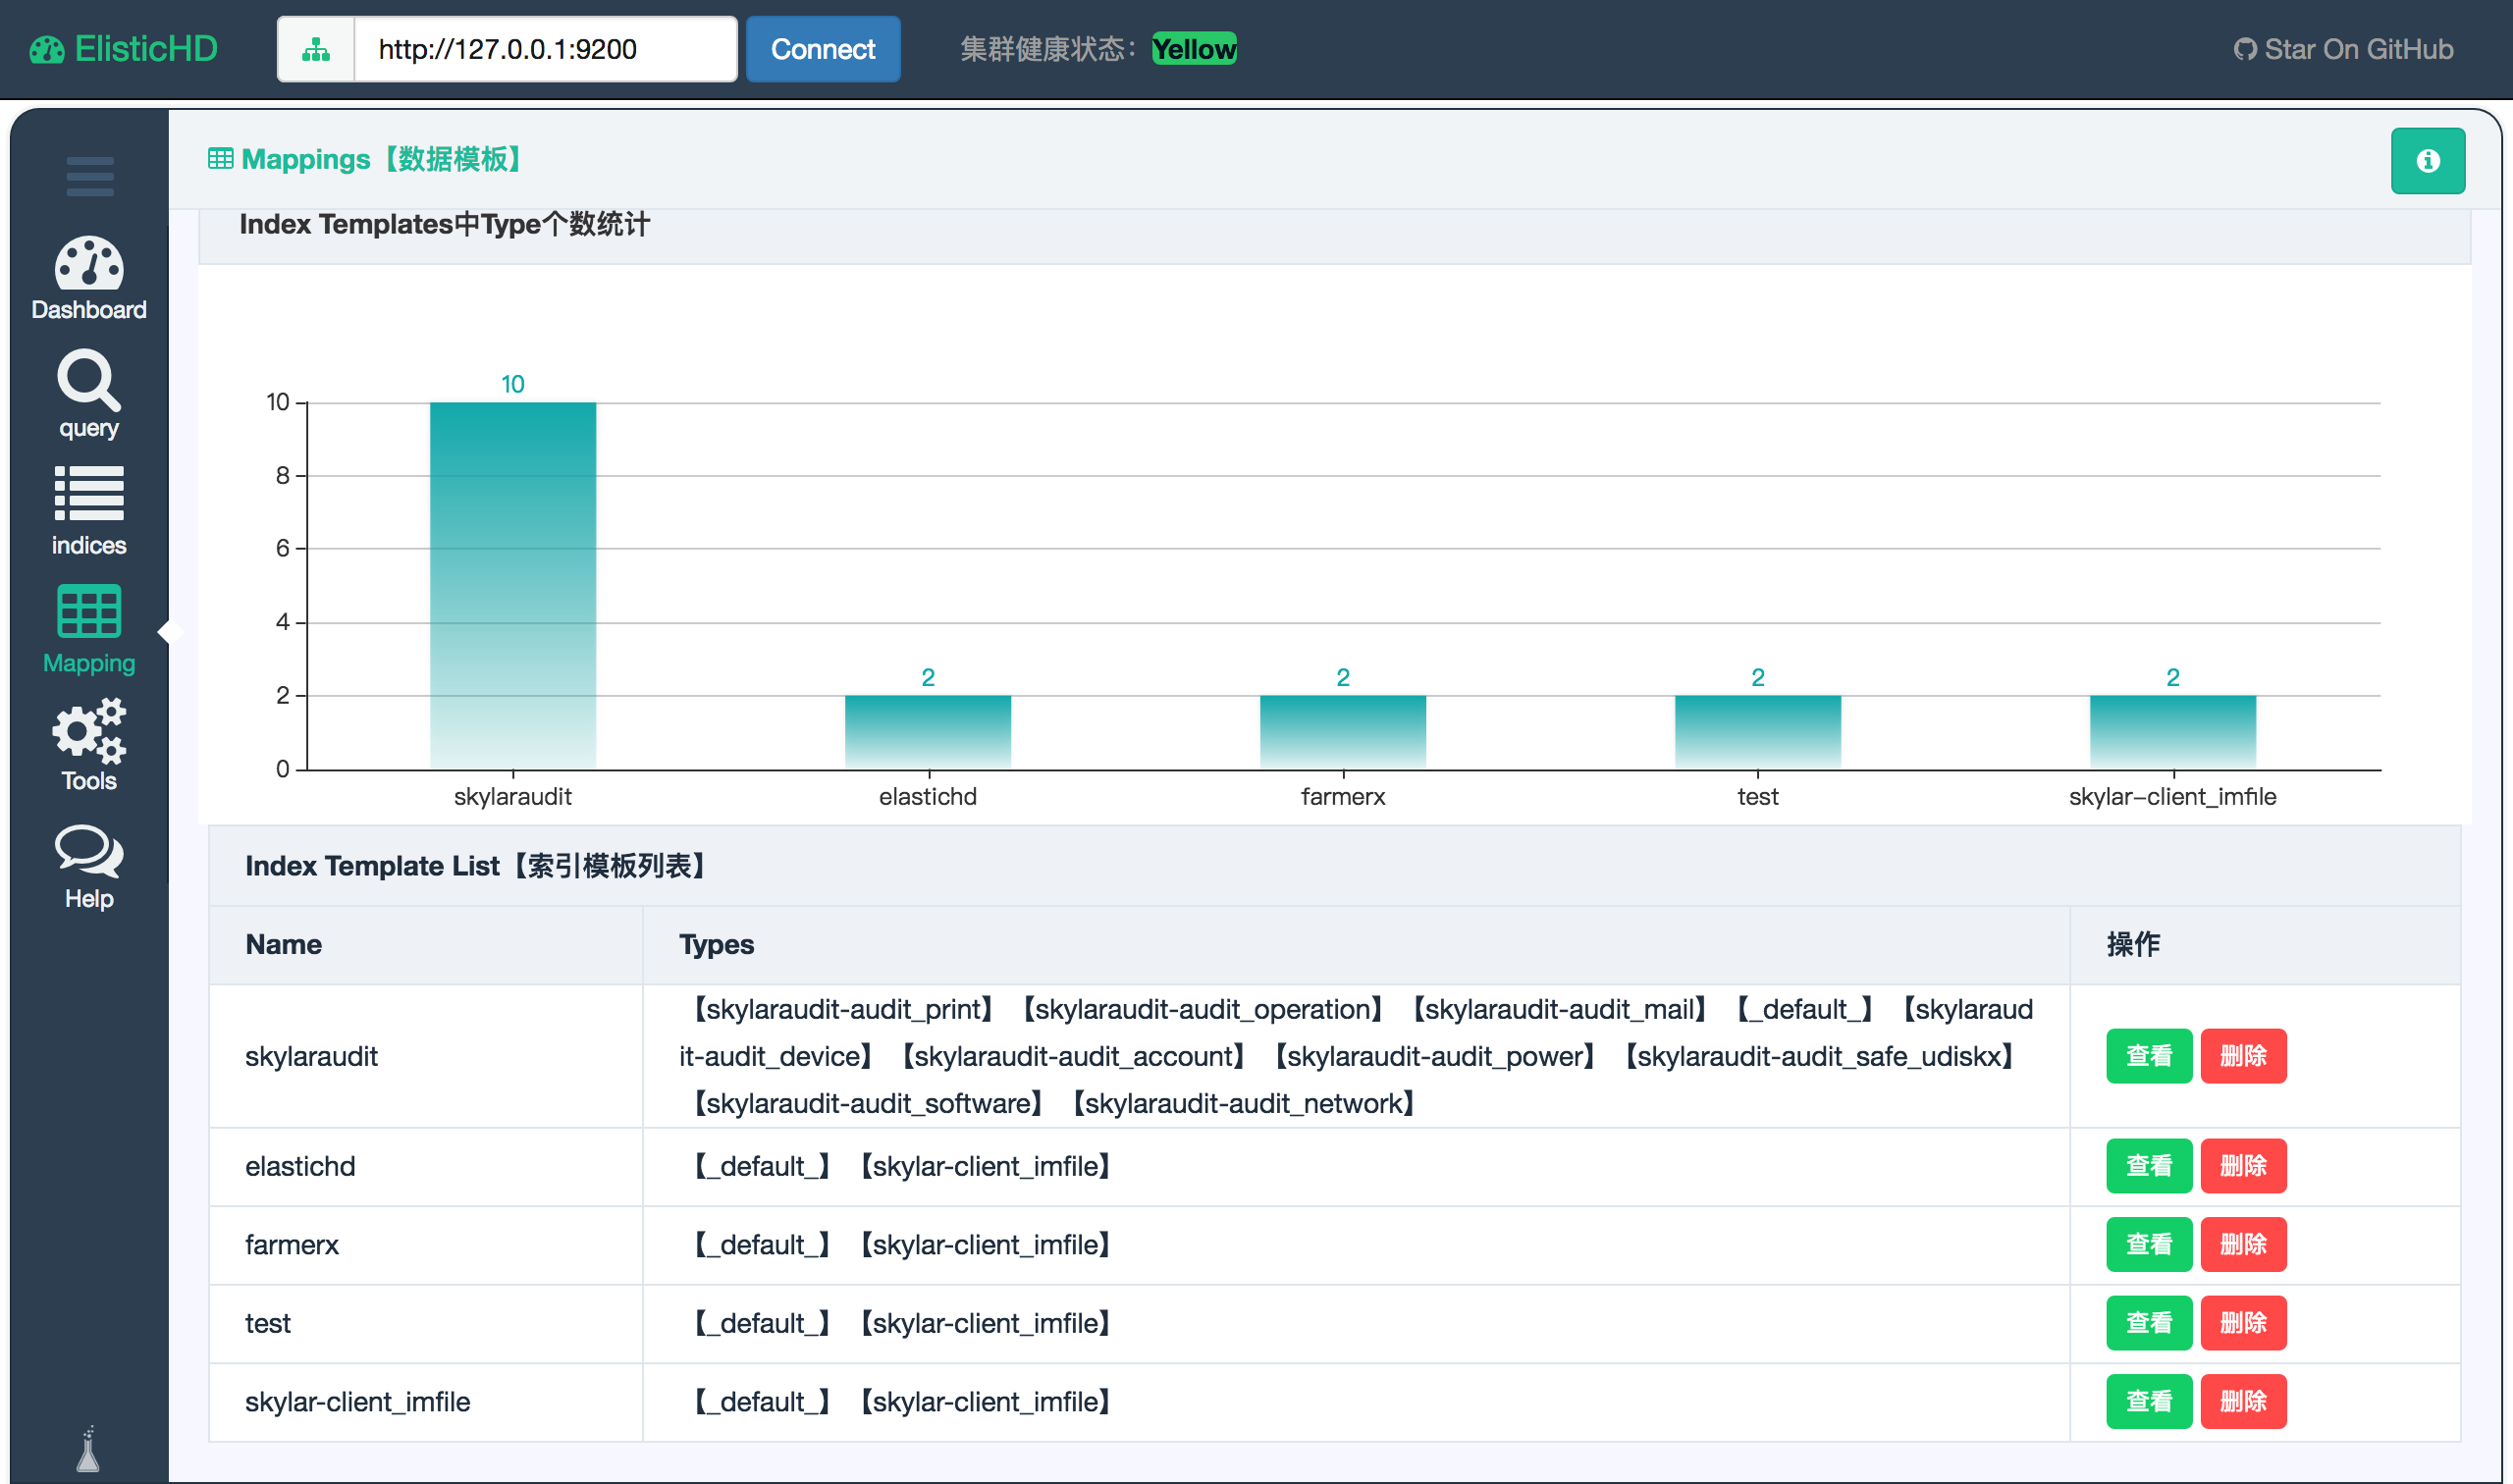 ElisticHD
http://127.0.0.1:9200
Connect
集群健康状态：Yellow
Star On GitHub
Mappings【数据模板】
Dashboard
query
indices
Mapping
Tools
Help
Index Templates中Type个数统计
10
10
8
6
4
2
0
2
2
2
2
skylaraudit
elastichd
farmerx
test
skylar-client_imfile
Index Template List【索引模板列表】
Name Types 操作
skylaraudit
【skylaraudit-audit_print】 【skylaraudit-audit_operation】 【skylaraudit-audit_mail】 【_default_】 【skylaraud
it-audit_device】 【skylaraudit-audit_account】 【skylaraudit-audit_power】 【skylaraudit-audit_safe_udiskx】
【skylaraudit-audit_software】 【skylaraudit-audit_network】
查看 删除
elastichd 【_default_】 【skylar-client_imfile】 查看 删除
farmerx 【_default_】 【skylar-client_imfile】 查看 删除
test 【_default_】 【skylar-client_imfile】 查看 删除
skylar-client_imfile 【_default_】 【skylar-client_imfile】 查看 删除